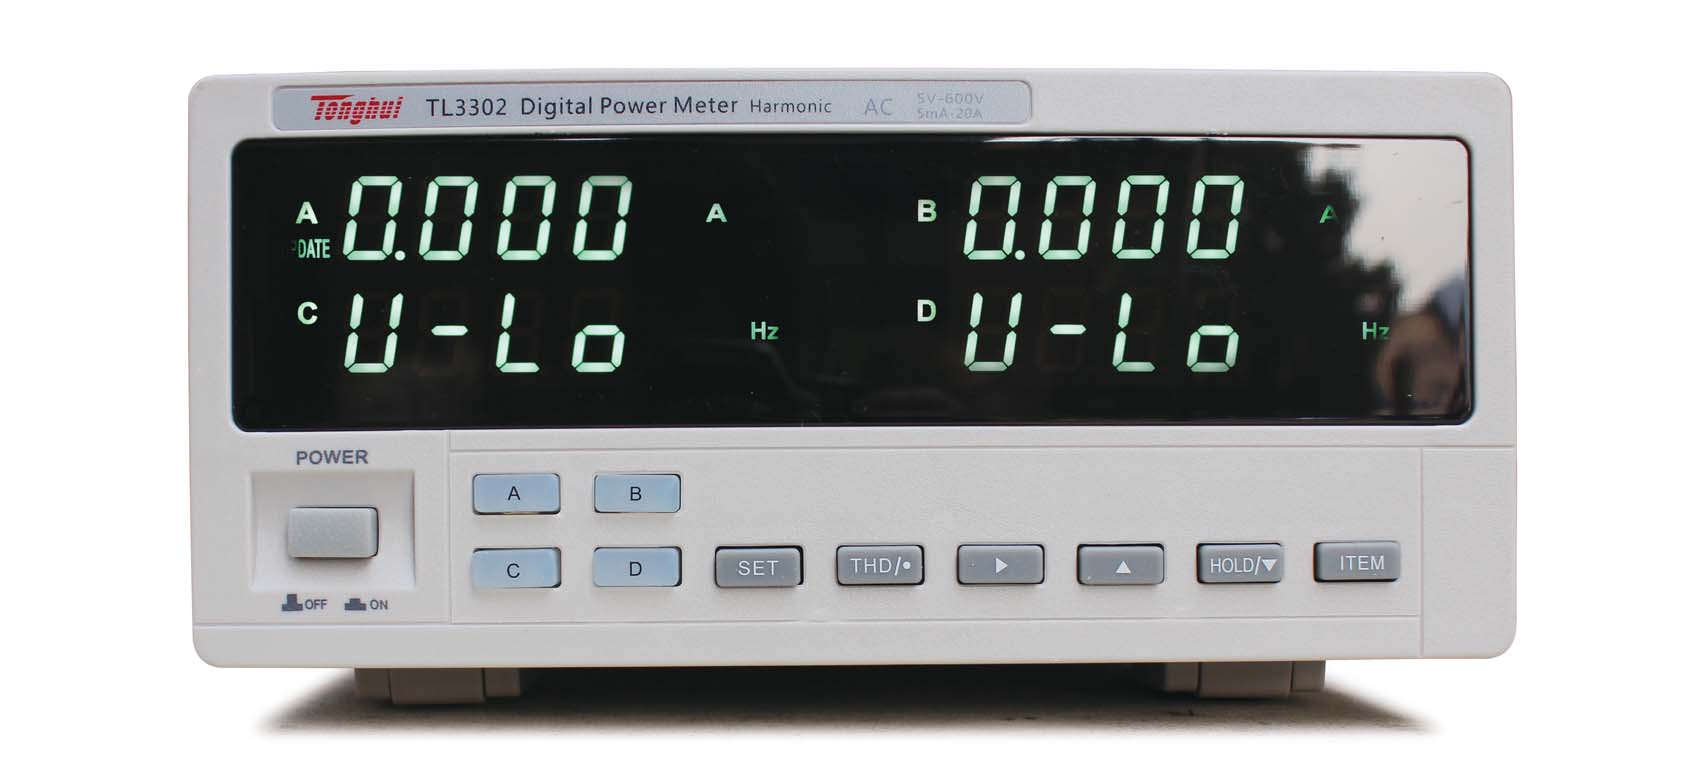 Tonghui TL3302 Digital Power Meter Harmonic AC 5V-600V
5mA-20A
A 0.000 A
UPDATE
B 0.000 A
C U-Lo Hz
D U-Lo Hz
POWER
OFF ON
A B
C D
SET THD/• ▶ ▲ HOLD/▼ ITEM